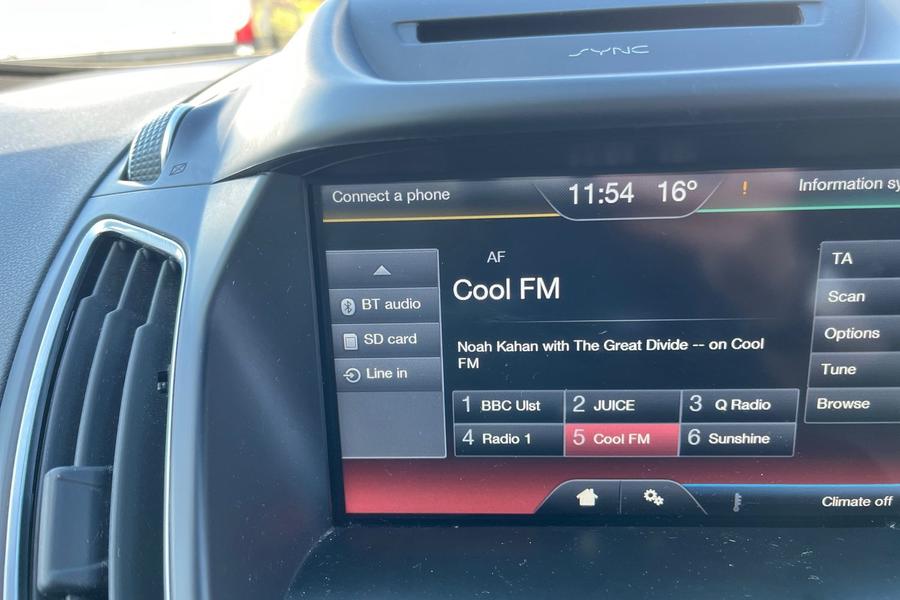 SYNC
Connect a phone
11:54 16°
!
Information sy
BT audio
SD card
Line in
AF
Cool FM
Noah Kahan with The Great Divide -- on Cool
FM
1 BBC Ulst
2 JUICE
3 Q Radio
4 Radio 1
5 Cool FM
6 Sunshine
TA
Scan
Options
Tune
Browse
Climate off